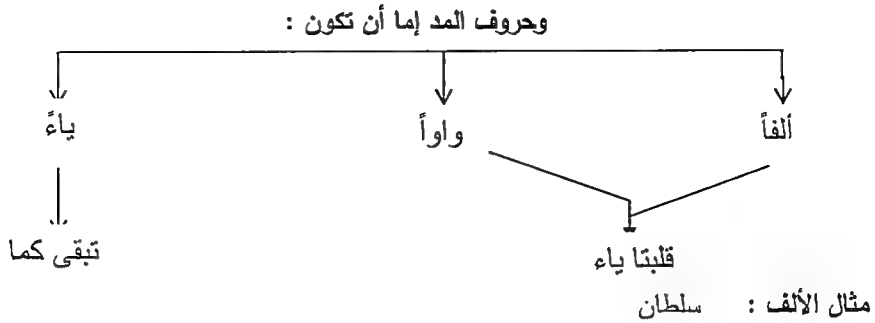 وحروف المد إما أن تكون :
ألفاً واواً ياءً
قلبتا ياء تبقى كما
مثال الألف : سلطان